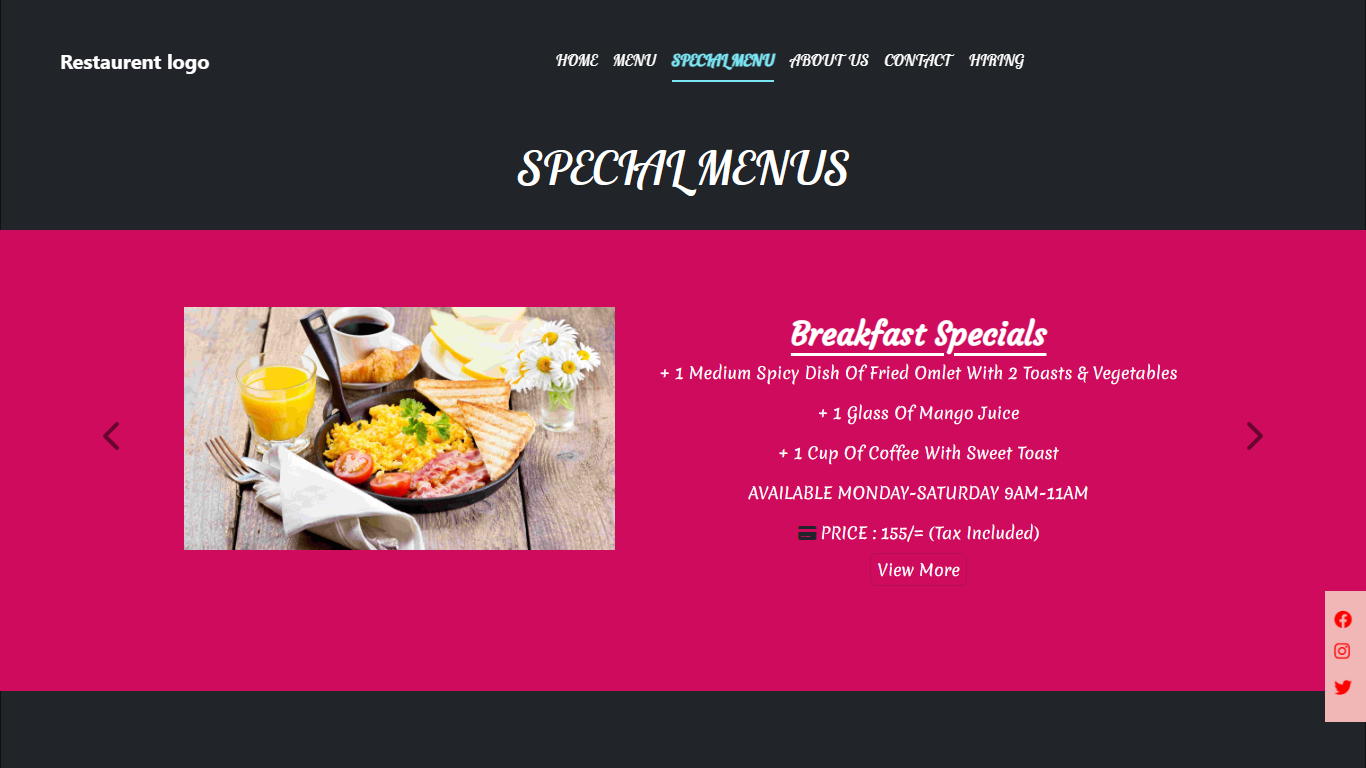 Restaurent logo
HOME MENU SPECIAL MENU ABOUT US CONTACT HIRING
SPECIAL MENUS
Breakfast Specials
+ 1 Medium Spicy Dish Of Fried Omlet With 2 Toasts & Vegetables
+ 1 Glass Of Mango Juice
+ 1 Cup Of Coffee With Sweet Toast
AVAILABLE MONDAY-SATURDAY 9AM-11AM
PRICE : 155/= (Tax Included)
View More